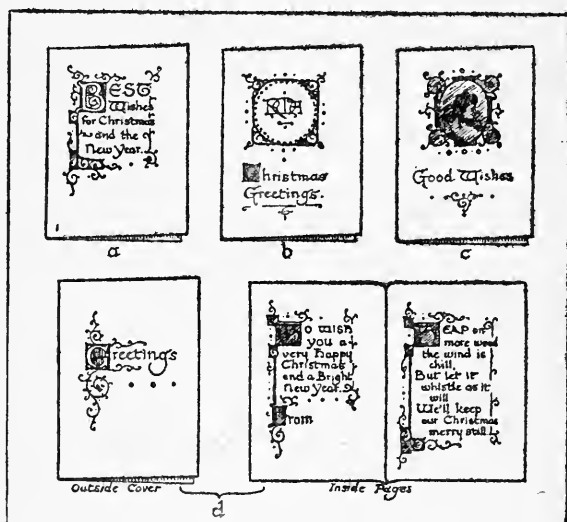 BEST
Wishes
for Christmas
and the
New Year.
a
Christmas
Greetings.
b
Good Wishes
c
Greetings
Outside Cover
To wish
you a
very happy
Christmas
and a Bright
New Year.
From
HEAP on
more wood
the wind is
chill,
But let it
whistle as it
will
We'll keep
our Christmas
merry still.
Inside Pages
d